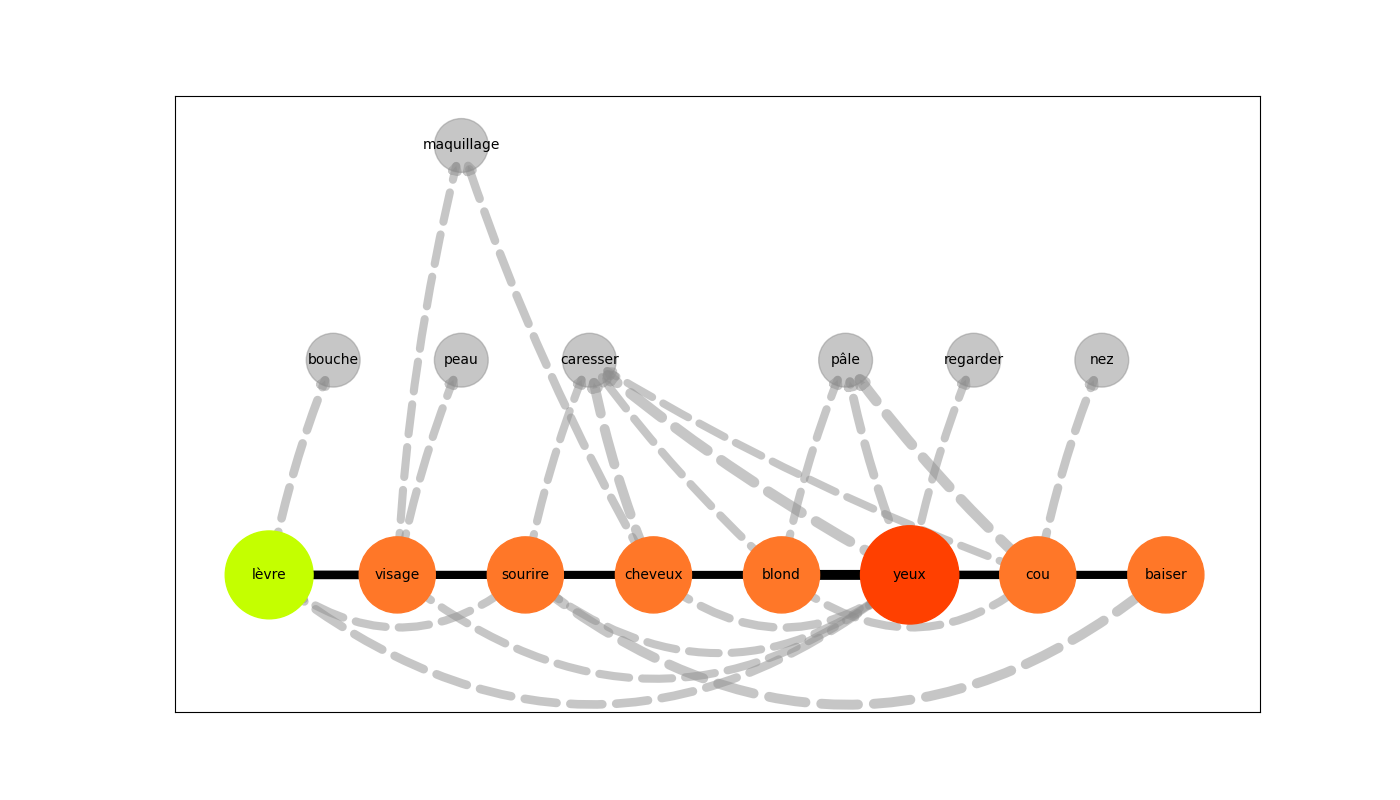 maquillage
bouche peau caresser pâle regarder nez
lèvre visage sourire cheveux blond yeux cou baiser